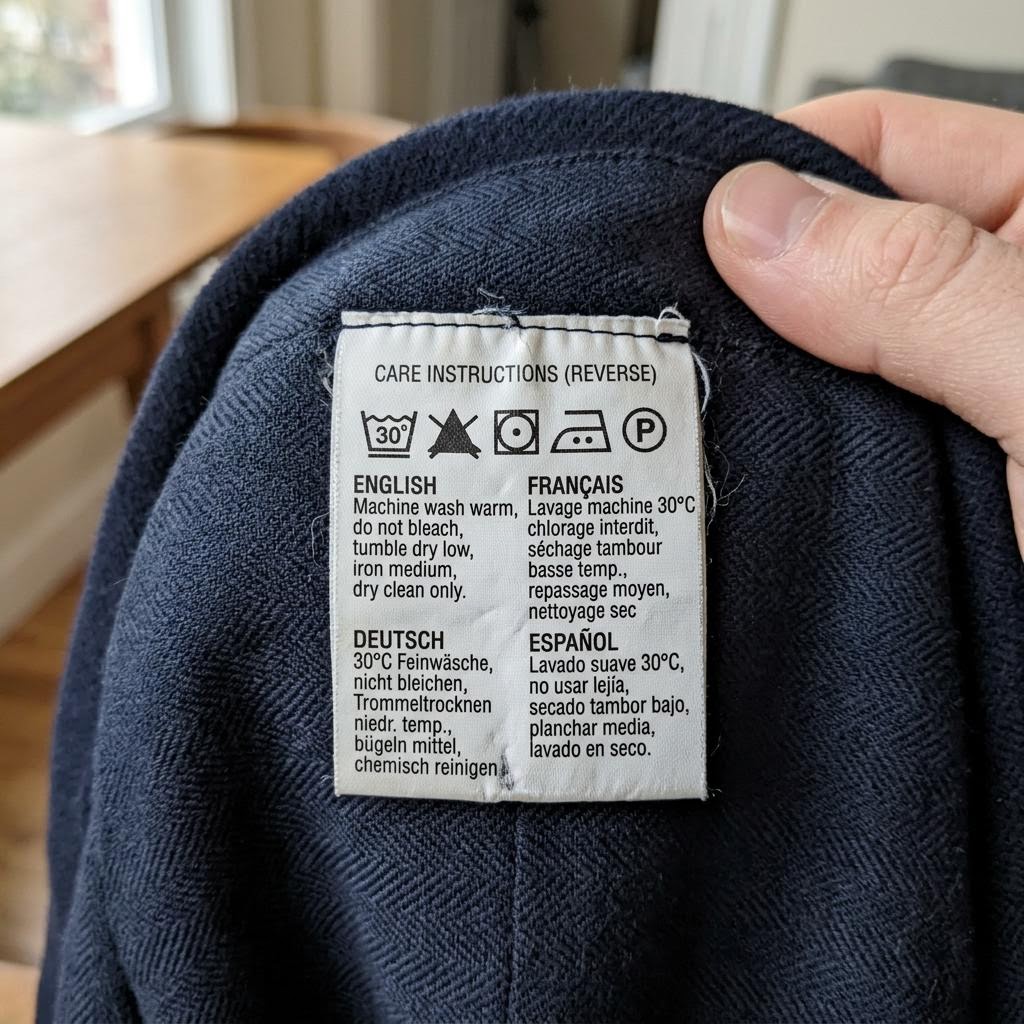 CARE INSTRUCTIONS (REVERSE)
30°
P
ENGLISH
Machine wash warm,
do not bleach,
tumble dry low,
iron medium,
dry clean only.
FRANÇAIS
Lavage machine 30°C
chlorage interdit,
séchage tambour
basse temp.,
repassage moyen,
nettoyage sec
DEUTSCH
30°C Feinwäsche,
nicht bleichen,
Trommeltrocknen
niedr. temp.,
bügeln mittel,
chemisch reinigen
ESPAÑOL
Lavado suave 30°C,
no usar lejía,
secado tambor bajo,
planchar media,
lavado en seco.